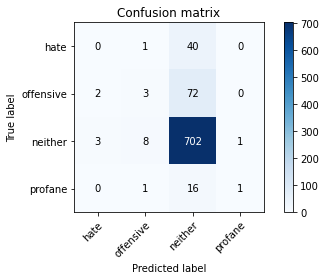 Confusion matrix
True label
hate 0 1 40 0
offensive 2 3 72 0
neither 3 8 702 1
profane 0 1 16 1
hate offensive neither profane
Predicted label
700
600
500
400
300
200
100
0